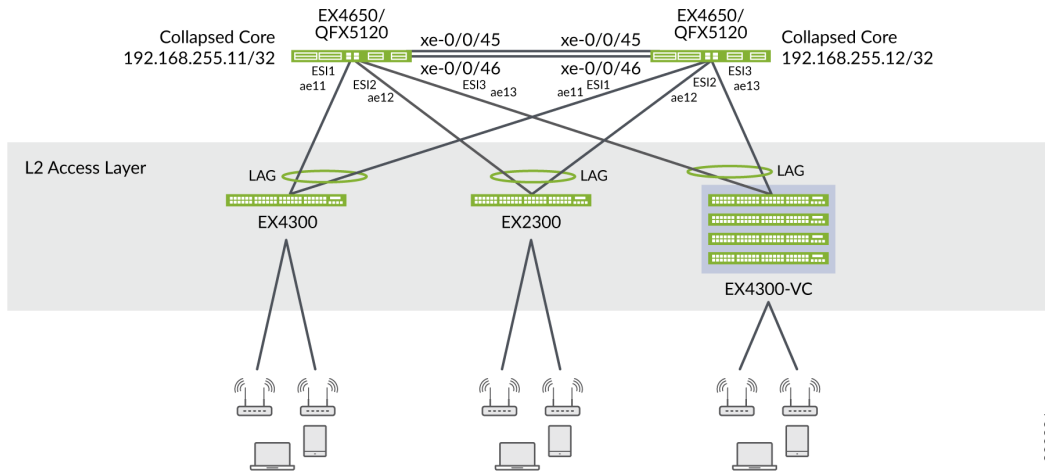 EX4650/
QFX5120
EX4650/
QFX5120
Collapsed Core
192.168.255.11/32
xe-0/0/45
xe-0/0/45
Collapsed Core
192.168.255.12/32
xe-0/0/46
xe-0/0/46
ESI1
ae11
ESI2
ae12
ESI3
ae13
ae11
ESI1
ae12
ESI2
ESI3
ae13
L2 Access Layer
LAG
LAG
LAG
EX4300
EX2300
EX4300-VC